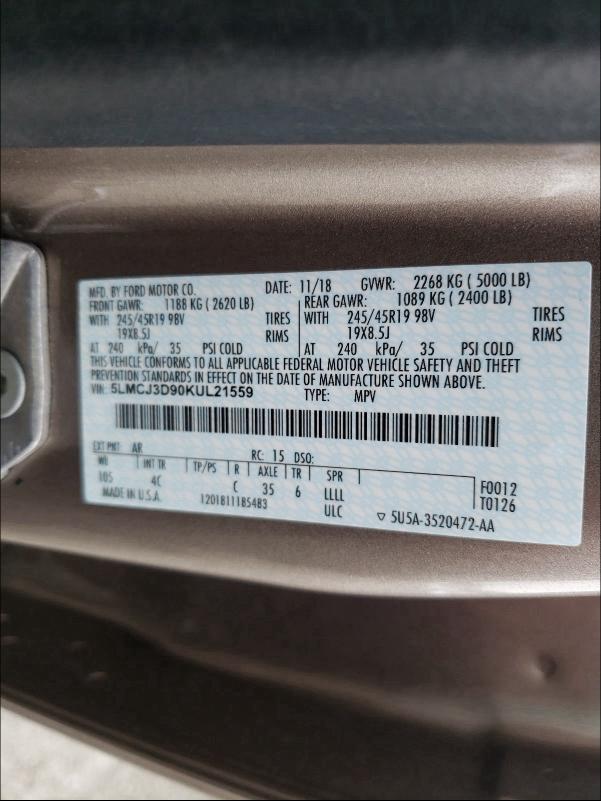 MFD. BY FORD MOTOR CO. DATE: 11/18 GVWR: 2268 KG ( 5000 LB)
FRONT GAWR: 1188 KG ( 2620 LB) REAR GAWR: 1089 KG ( 2400 LB)
WITH 245/45R19 98V TIRES WITH 245/45R19 98V TIRES
19X8.5J RIMS 19X8.5J RIMS
AT 240 kPa/ 35 PSI COLD AT 240 kPa/ 35 PSI COLD
THIS VEHICLE CONFORMS TO ALL APPLICABLE FEDERAL MOTOR VEHICLE SAFETY AND THEFT
PREVENTION STANDARDS IN EFFECT ON THE DATE OF MANUFACTURE SHOWN ABOVE.
VIN: 5LMCJ3D90KUL21559 TYPE: MPV
EXT PNT: AR RC: 15 DSO:
WB INT TR TP/PS R AXLE TR SPR
105 4C C 35 6 LLLL F0012
MADE IN U.S.A. 1201811185483 ULC T0126
▽ 5U5A-3520472-AA